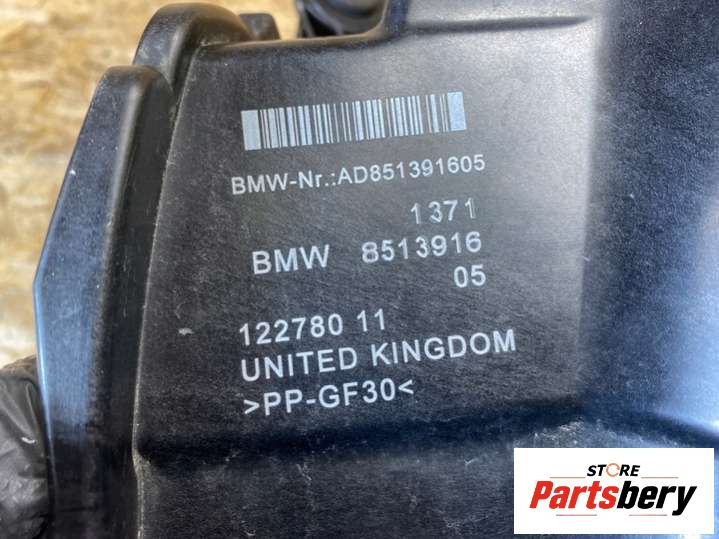 BMW-Nr.:AD851391605
1371
BMW 8513916
05
122780 11
UNITED KINGDOM
>PP-GF30<
STORE
Partsbery